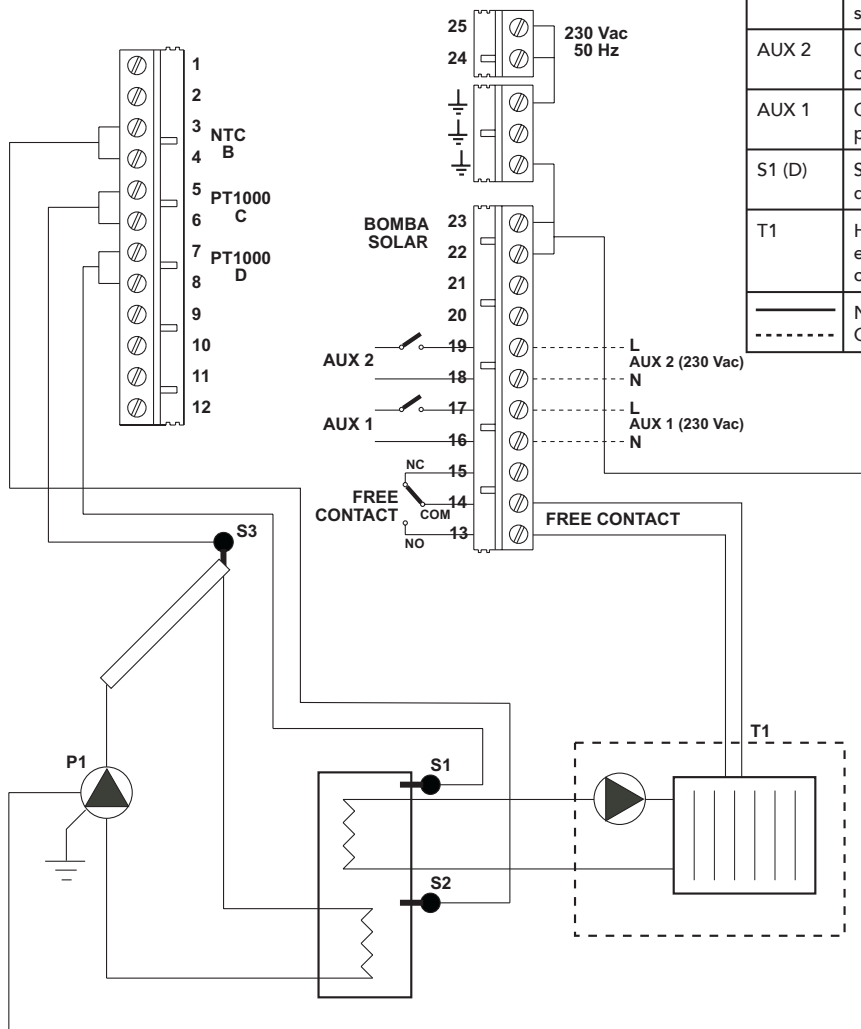 1
2
3
4
5
6
7
8
9
10
11
12
NTC
B
PT1000
C
PT1000
D
25
24
230 Vac
50 Hz
BOMBA
SOLAR
23
22
21
20
19
18
17
16
15
14
13
AUX 2
AUX 1
L
AUX 2 (230 Vac)
N
L
AUX 1 (230 Vac)
N
NC
FREE
CONTACT
COM
NO
FREE CONTACT
S3
P1
S1
S2
T1
AUX 2
AUX 1
S1 (D)
T1